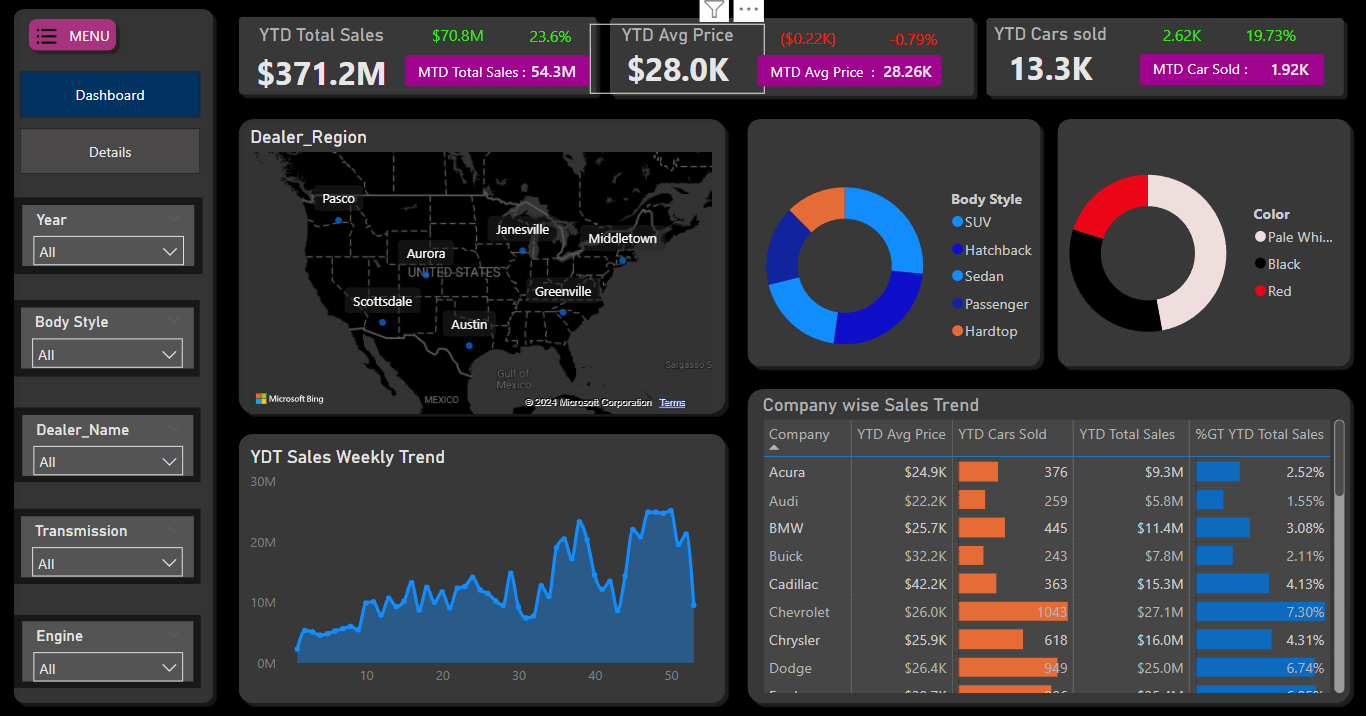 MENU
Dashboard
Details
Year
All
Body Style
All
Dealer_Name
All
Transmission
All
Engine
All
YTD Total Sales
$70.8M
23.6%
$371.2M
MTD Total Sales : 54.3M
YTD Avg Price
($0.22K)
-0.79%
$28.0K
MTD Avg Price : 28.26K
YTD Cars sold
2.62K
19.73%
13.3K
MTD Car Sold : 1.92K
Dealer_Region
Pasco
Janesville
Middletown
Aurora
UNITED STATES
Greenville
Scottsdale
Austin
Sargasso S
Gulf of
Mexico
MEXICO
Microsoft Bing
© 2024 Microsoft Corporation Terms
Body Style
SUV
Hatchback
Sedan
Passenger
Hardtop
Color
Pale Whi...
Black
Red
YDT Sales Weekly Trend
30M
20M
10M
0M
10 20 30 40 50
Company wise Sales Trend
Company YTD Avg Price YTD Cars Sold YTD Total Sales %GT YTD Total Sales
Acura $24.9K 376 $9.3M 2.52%
Audi $22.2K 259 $5.8M 1.55%
BMW $25.7K 445 $11.4M 3.08%
Buick $32.2K 243 $7.8M 2.11%
Cadillac $42.2K 363 $15.3M 4.13%
Chevrolet $26.0K 1043 $27.1M 7.30%
Chrysler $25.9K 618 $16.0M 4.31%
Dodge $26.4K 949 $25.0M 6.74%